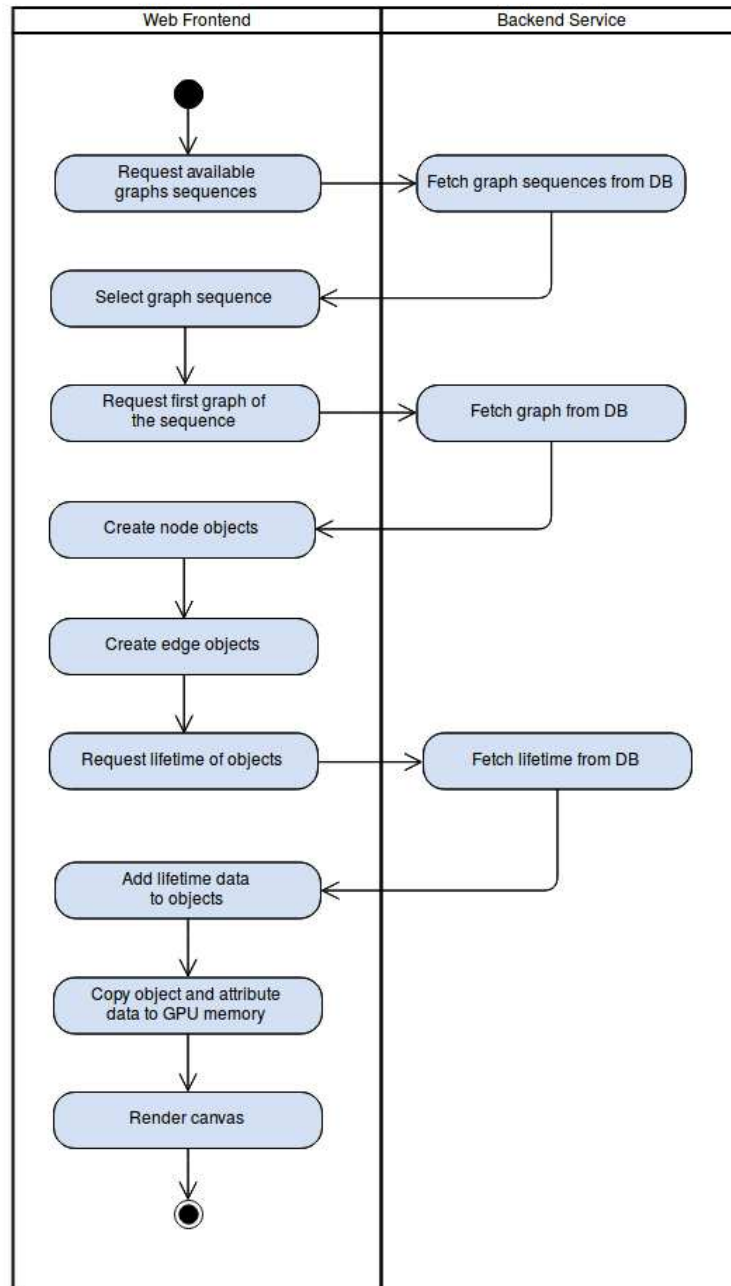 Web Frontend
Backend Service
Request available
graphs sequences
Fetch graph sequences from DB
Select graph sequence
Request first graph of
the sequence
Fetch graph from DB
Create node objects
Create edge objects
Request lifetime of objects
Fetch lifetime from DB
Add lifetime data
to objects
Copy object and attribute
data to GPU memory
Render canvas